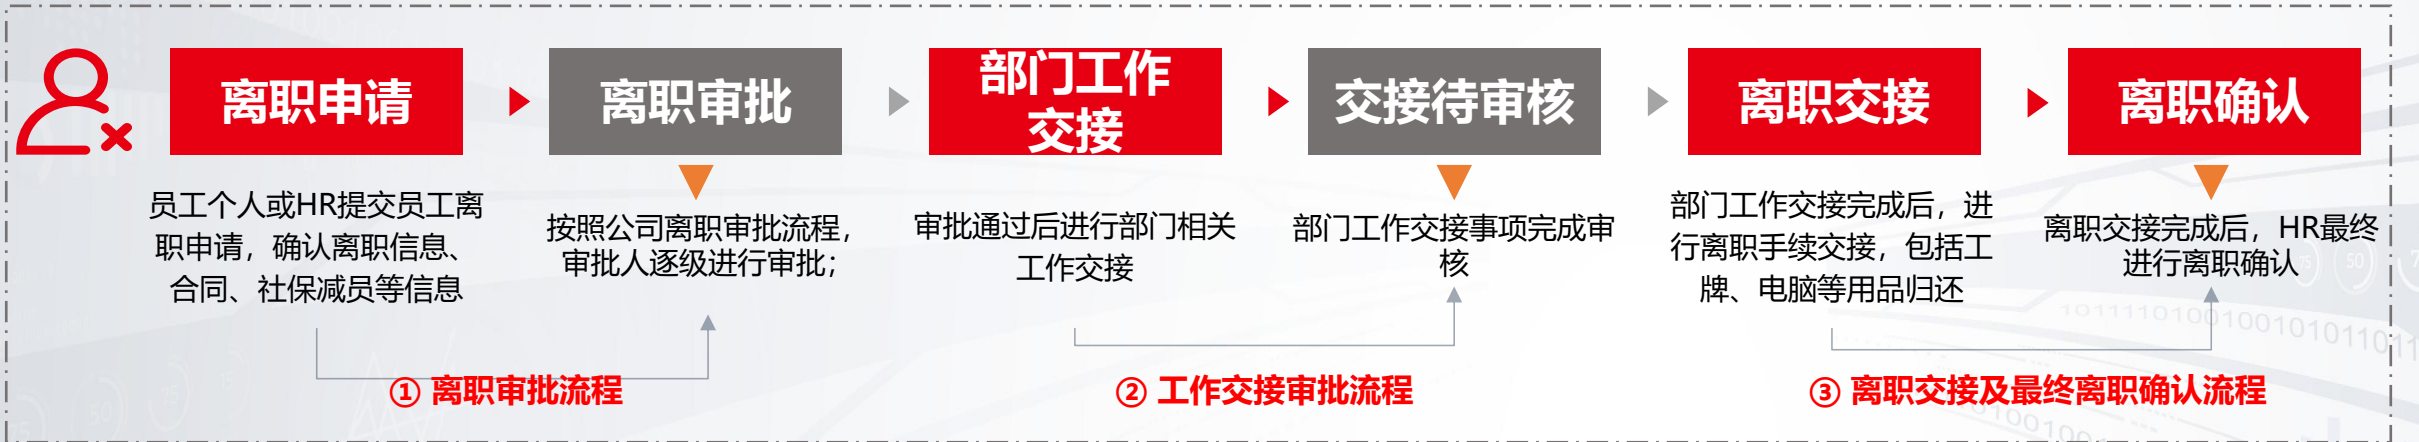 离职申请
离职审批
部门工作
交接
交接待审核
离职交接
离职确认
员工个人或HR提交员工离
职申请，确认离职信息、
合同、社保减员等信息
按照公司离职审批流程，
审批人逐级进行审批；
审批通过后进行部门相关
工作交接
部门工作交接事项完成审
核
部门工作交接完成后，进
行离职手续交接，包括工
牌、电脑等用品归还
离职交接完成后，HR最终
进行离职确认
① 离职审批流程
② 工作交接审批流程
③ 离职交接及最终离职确认流程